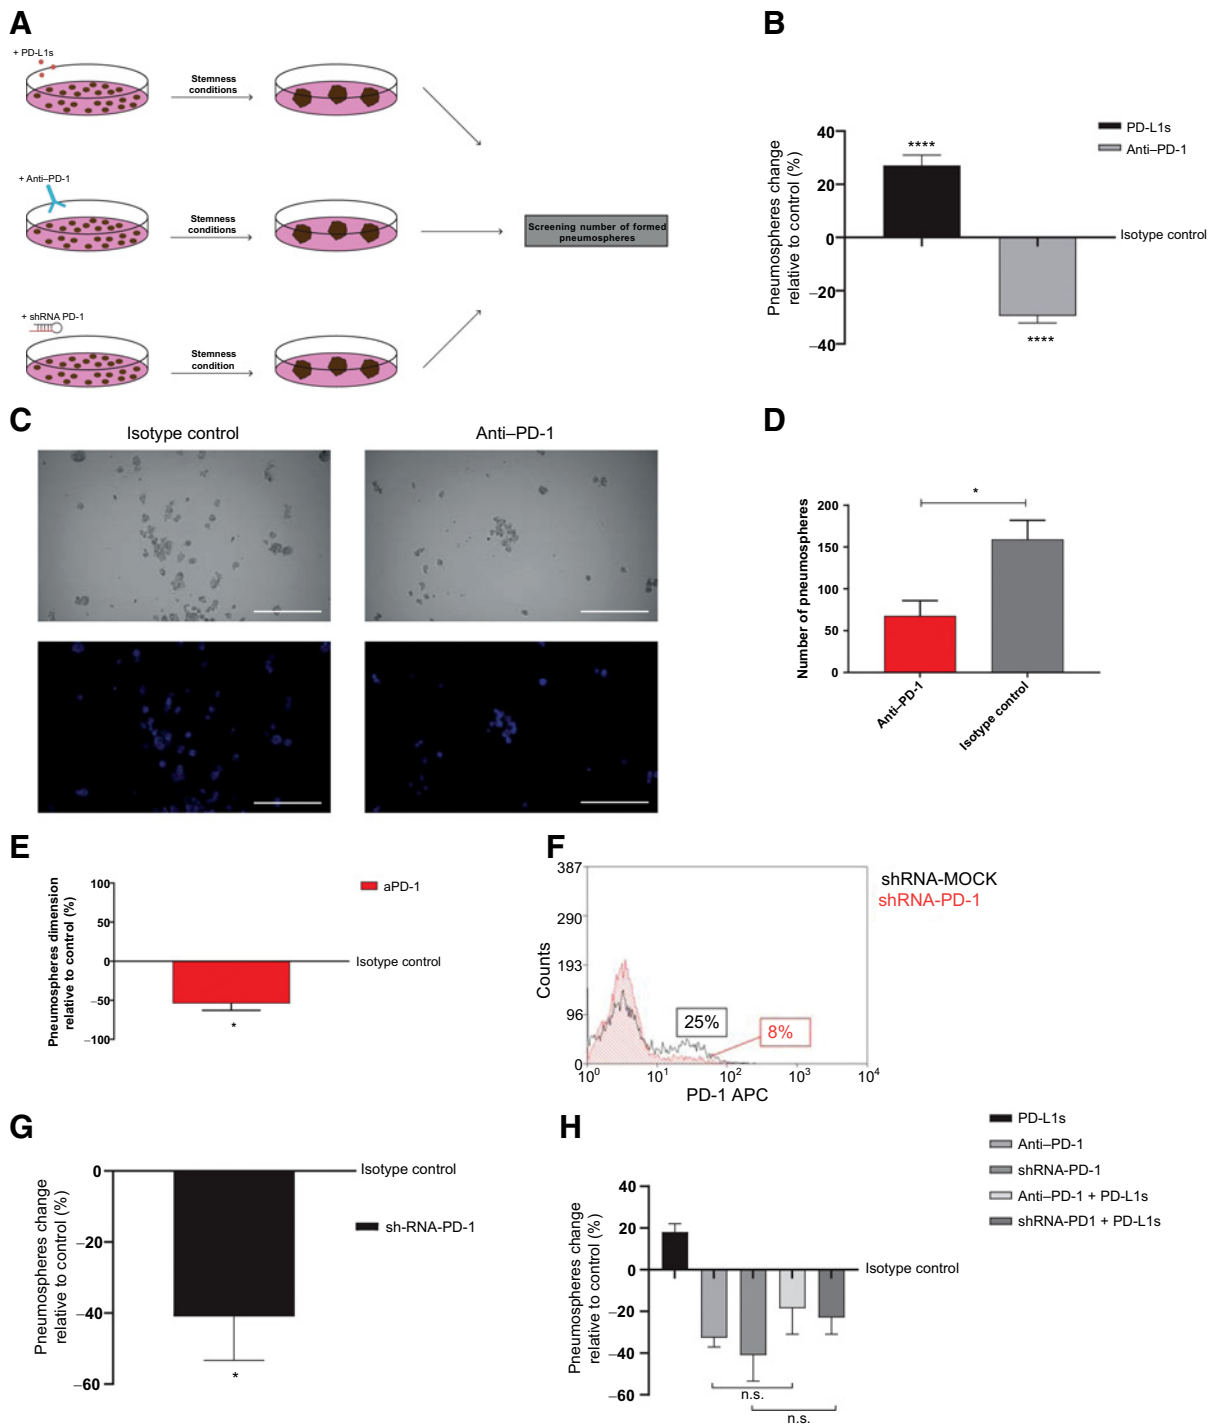 A
+ PD-L1s
Stemness
conditions
+ Anti–PD-1
Stemness
conditions
Screening number of formed
pneumospheres
+ shRNA PD-1
Stemness
condition
B
Pneumospheres change
relative to control (%)
40
20
0
–20
–40
****
****
Isotype control
PD-L1s
Anti–PD-1
C
Isotype control
Anti–PD-1
D
Number of pneumospheres
200
150
100
50
0
*
Anti–PD-1
Isotype control
E
Pneumospheres dimension
relative to control (%)
100
50
0
–50
–100
*
Isotype control
aPD-1
F
Counts
387
290
193
96
0
10⁰
10¹
10²
10³
10⁴
PD-1 APC
25%
8%
shRNA-MOCK
shRNA-PD-1
G
Pneumospheres change
relative to control (%)
0
–20
–40
–60
*
Isotype control
sh-RNA-PD-1
H
Pneumospheres change
relative to control (%)
40
20
0
–20
–40
–60
n.s.
n.s.
Isotype control
PD-L1s
Anti–PD-1
shRNA-PD-1
Anti–PD-1 + PD-L1s
shRNA-PD1 + PD-L1s